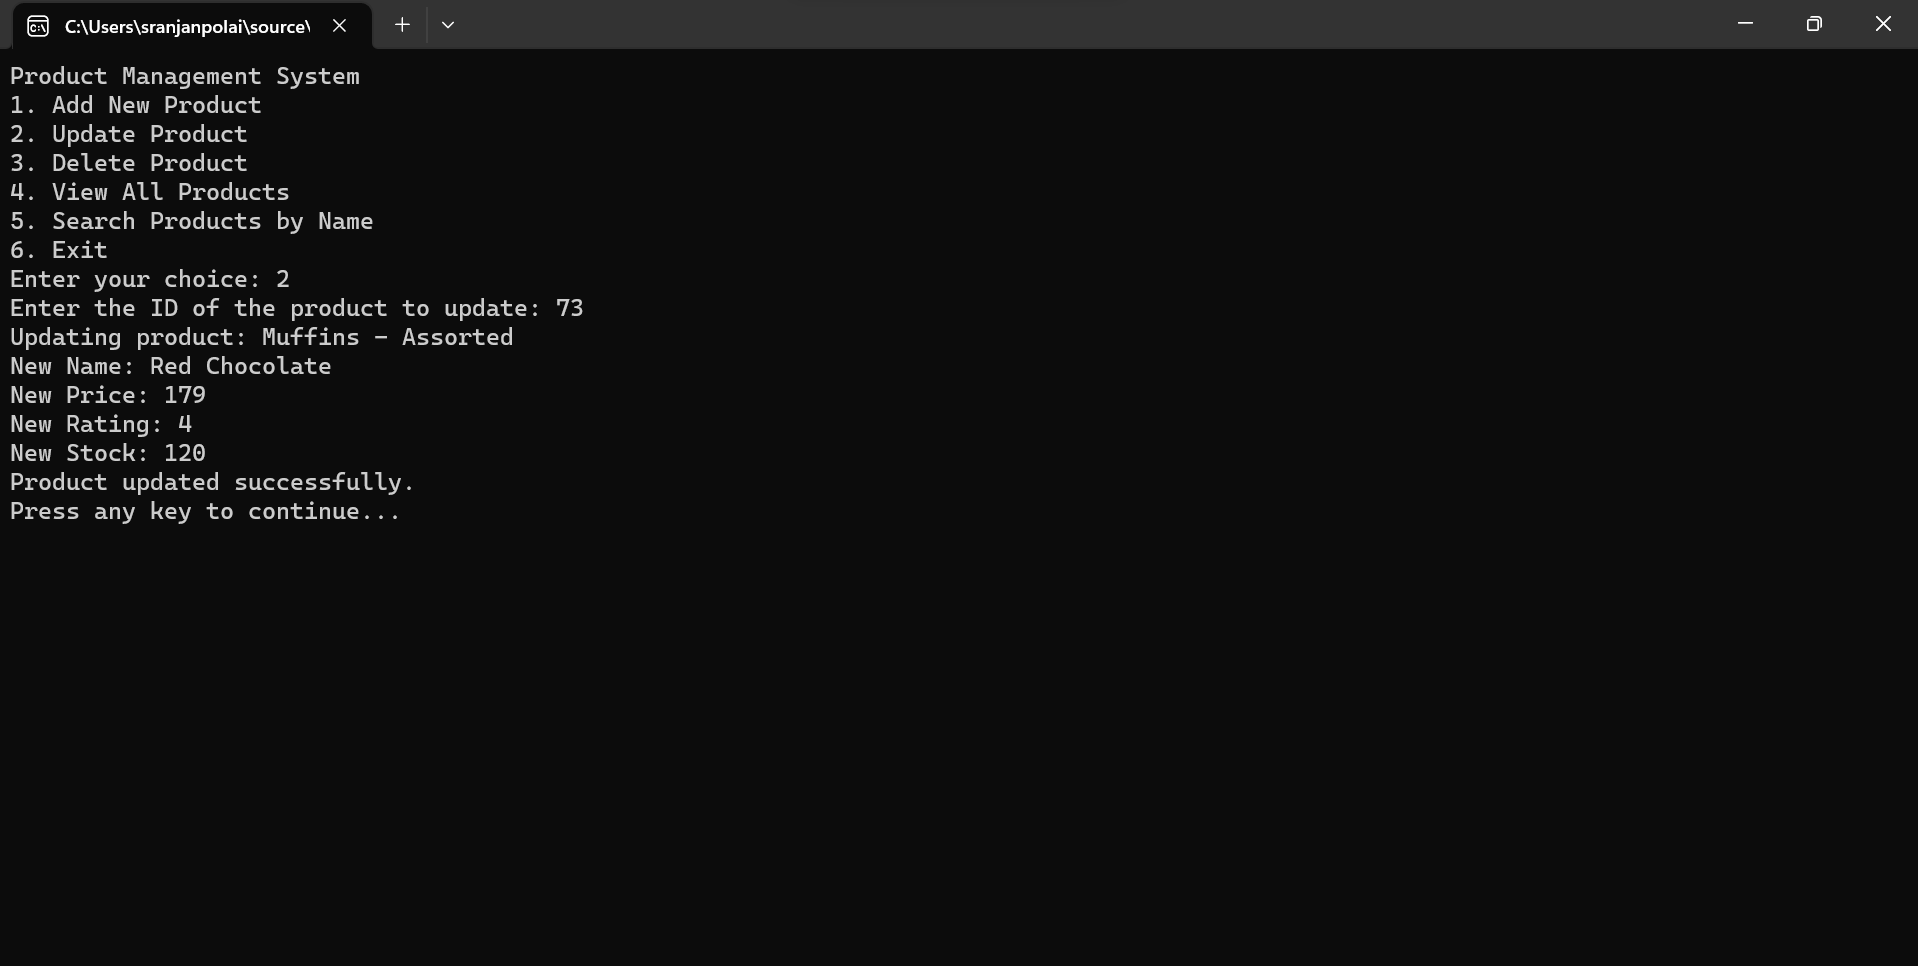 C:\Users\sranjanpolai\source\
Product Management System
1. Add New Product
2. Update Product
3. Delete Product
4. View All Products
5. Search Products by Name
6. Exit
Enter your choice: 2
Enter the ID of the product to update: 73
Updating product: Muffins - Assorted
New Name: Red Chocolate
New Price: 179
New Rating: 4
New Stock: 120
Product updated successfully.
Press any key to continue...